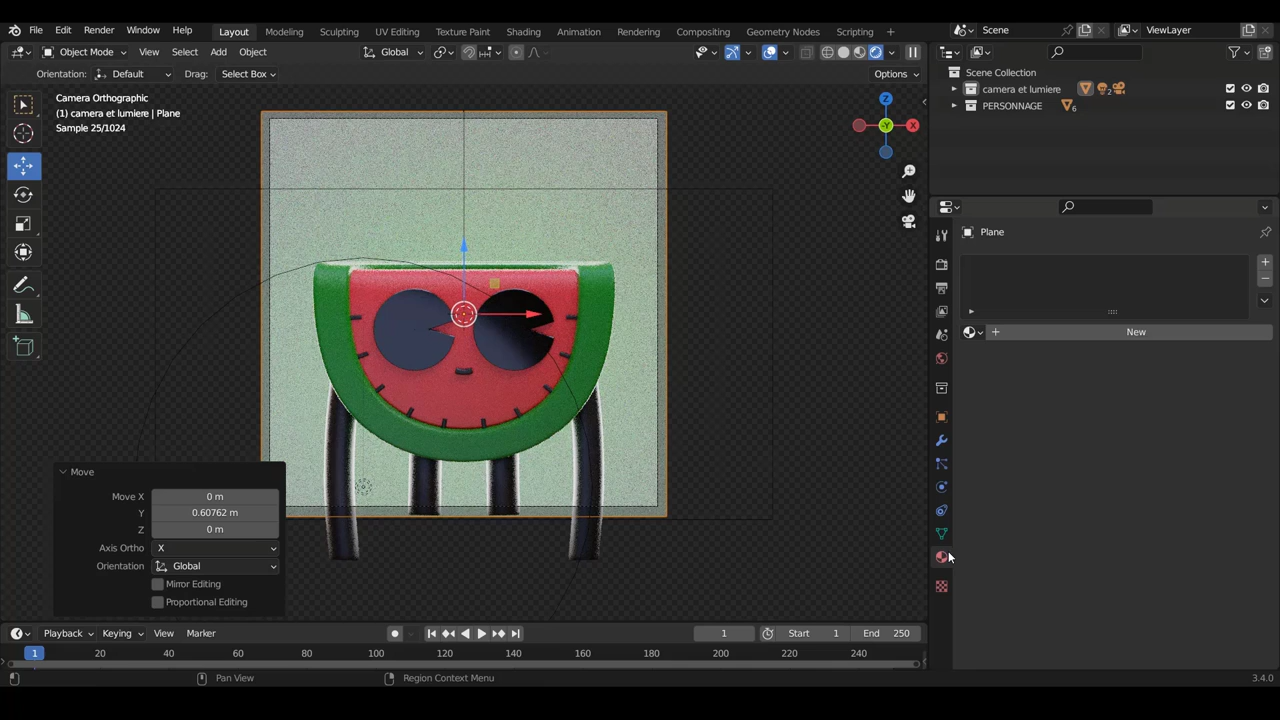 File Edit Render Window Help Layout Modeling Sculpting UV Editing Texture Paint Shading Animation Rendering Compositing Geometry Nodes Scripting + Scene ViewLayer
Object Mode View Select Add Object Global Options
Orientation: Default Drag: Select Box
Camera Orthographic
(1) camera et lumiere | Plane
Sample 25/1024
Z
X
-Y
Scene Collection
camera et lumiere 2
PERSONNAGE 6
Plane
New
Move
Move X 0 m
Y 0.60762 m
Z 0 m
Axis Ortho X
Orientation Global
Mirror Editing
Proportional Editing
Playback Keying View Marker 1 Start 1 End 250
1 20 40 60 80 100 120 140 160 180 200 220 240
Pan View Region Context Menu 3.4.0